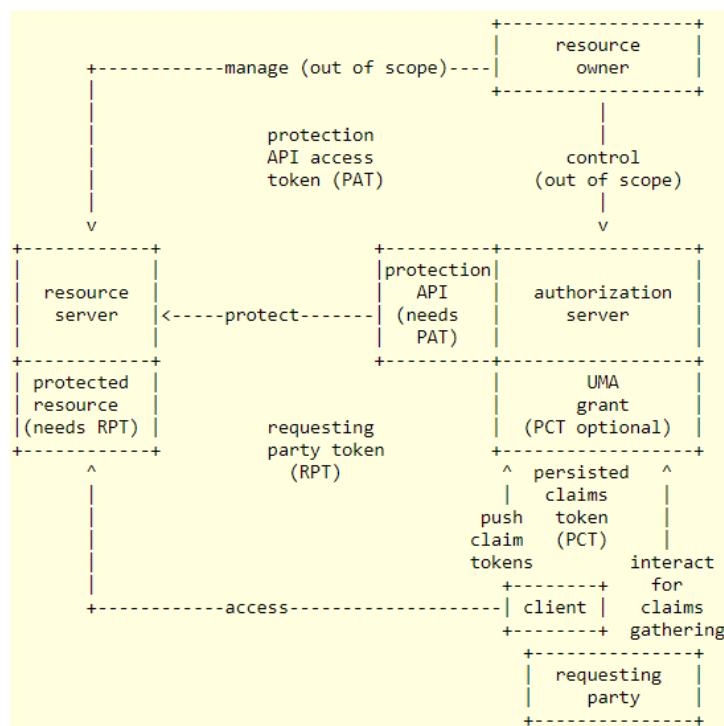 resource
manage (out of scope)
owner
protection
API access
token (PAT)
control
(out of scope)
v
v
resource
server
protect
protection
API
(needs
PAT)
authorization
server
protected
resource
(needs RPT)
UMA
grant
(PCT optional)
requesting
party token
(RPT)
persisted
claims
token
(PCT)
push
claim
tokens
interact
for
claims
gathering
access
client
requesting
party